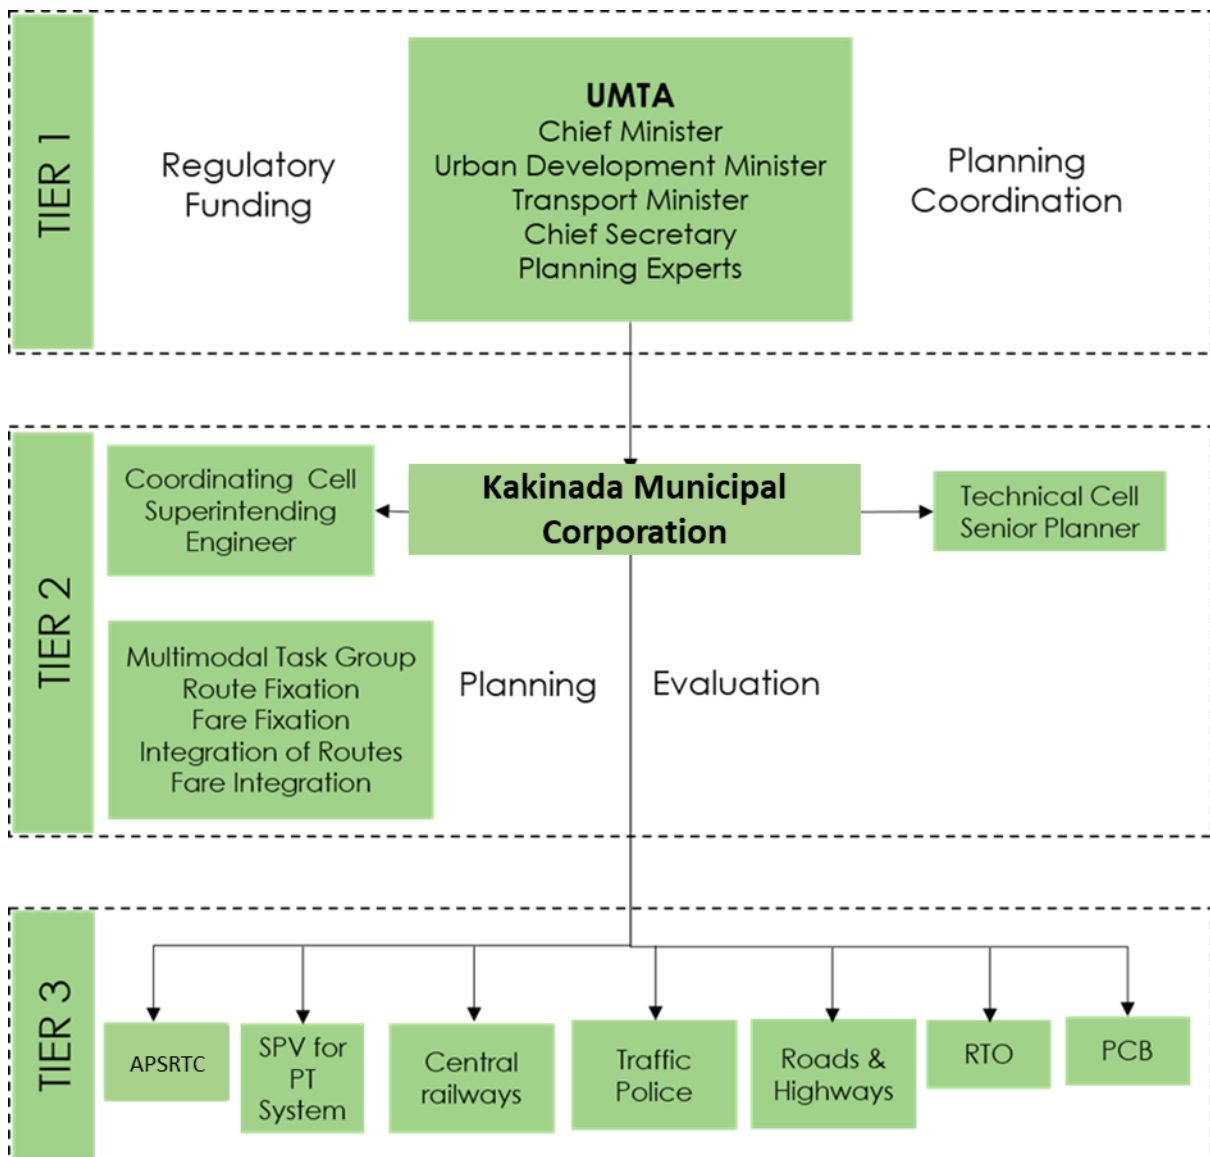 TIER 1
Regulatory
Funding
UMTA
Chief Minister
Urban Development Minister
Transport Minister
Chief Secretary
Planning Experts
Planning
Coordination
TIER 2
Coordinating Cell
Superintending
Engineer
Kakinada Municipal
Corporation
Technical Cell
Senior Planner
Multimodal Task Group
Route Fixation
Fare Fixation
Integration of Routes
Fare Integration
Planning
Evaluation
TIER 3
APSRTC
SPV for
PT
System
Central
railways
Traffic
Police
Roads &
Highways
RTO
PCB